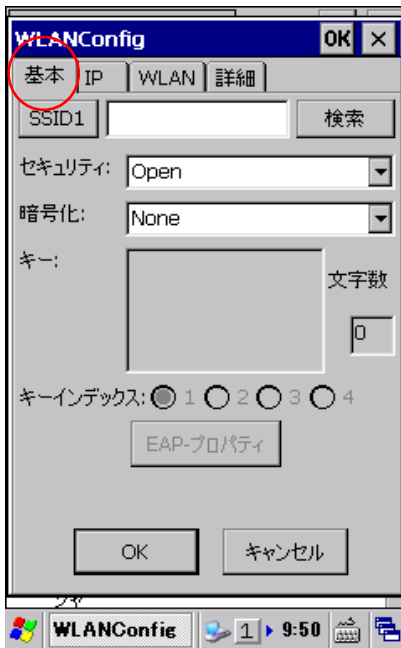 WLANConfig OK ×
基本 IP WLAN 詳細
SSID1 検索
セキュリティ: Open
暗号化: None
キー:
文字数
0
キーインデックス: 1 2 3 4
EAP-プロパティ
OK キャンセル
WLANConfig 1 9:50